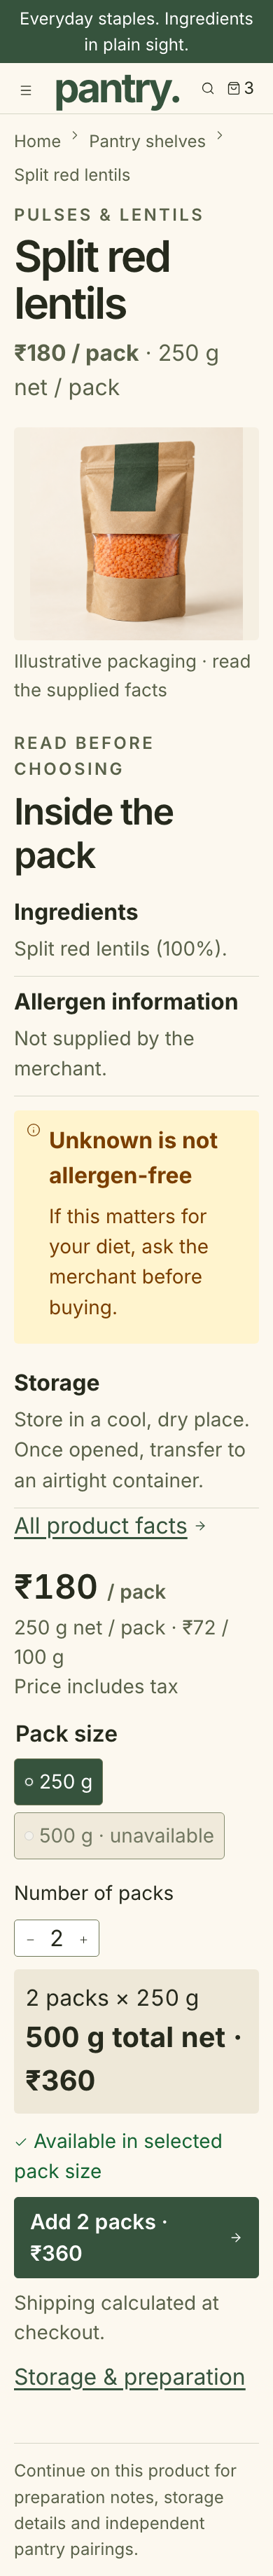 Everyday staples. Ingredients
in plain sight.
pantry.
3
Home > Pantry shelves >
Split red lentils
PULSES & LENTILS
Split red
lentils
₹180 / pack · 250 g
net / pack
Illustrative packaging · read
the supplied facts
READ BEFORE
CHOOSING
Inside the
pack
Ingredients
Split red lentils (100%).
Allergen information
Not supplied by the
merchant.
Unknown is not
allergen-free
If this matters for
your diet, ask the
merchant before
buying.
Storage
Store in a cool, dry place.
Once opened, transfer to
an airtight container.
All product facts →
₹180 / pack
250 g net / pack · ₹72 /
100 g
Price includes tax
Pack size
250 g
500 g · unavailable
Number of packs
− 2 +
2 packs × 250 g
500 g total net ·
₹360
✓ Available in selected
pack size
Add 2 packs ·
₹360 →
Shipping calculated at
checkout.
Storage & preparation
Continue on this product for
preparation notes, storage
details and independent
pantry pairings.